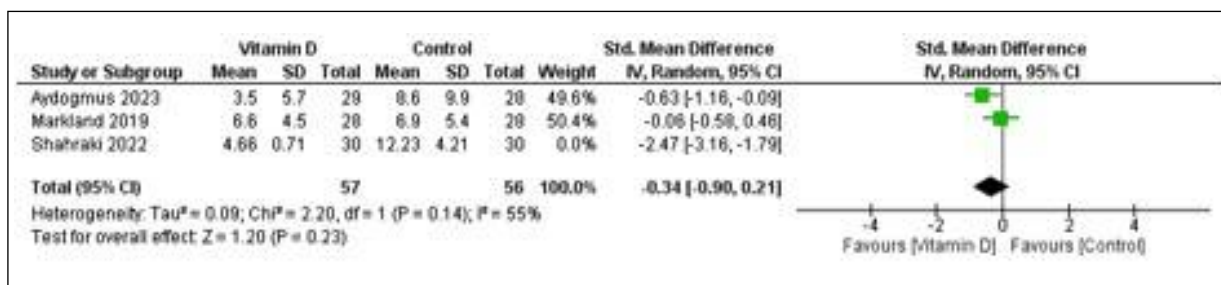 Vitamin D Control Std. Mean Difference Std. Mean Difference
Study or Subgroup Mean SD Total Mean SD Total Weight IV, Random, 95% CI IV, Random, 95% CI
Aydogmus 2023 3.5 5.7 29 8.6 9.9 28 49.6% -0.63 [-1.16, -0.09]
Markland 2019 6.6 4.5 28 6.9 5.4 28 50.4% -0.06 [-0.58, 0.46]
Shahraki 2022 4.66 0.71 30 12.23 4.21 30 0.0% -2.47 [-3.16, -1.79]
Total (95% CI) 57 56 100.0% -0.34 [-0.90, 0.21]
Heterogeneity: Tau² = 0.09; Chi² = 2.20, df = 1 (P = 0.14); I² = 55%
Test for overall effect: Z = 1.20 (P = 0.23)
-4 -2 0 2 4
Favours [Vitamin D] Favours [Control]